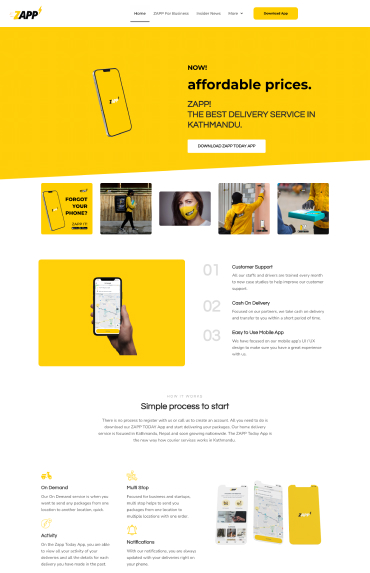 ZAPP
Home
ZAPP For Business
Insider News
More
Download App
NOW!
affordable prices.
ZAPP!
THE BEST DELIVERY SERVICE IN
KATHMANDU.
DOWNLOAD ZAPP TODAY APP
FORGOT
YOUR
PHONE?
ZAPP IT!
01
Customer Support
All our staffs and drivers are trained every month
to new case studies to help improve our customer
support.
02
Cash On Delivery
Focused on our partners, we take cash on delivery
and transfer to you within a short period of time.
03
Easy to Use Mobile App
We have focused on our mobile app's UI / UX
design to make sure you have a great experience
with us.
HOW IT WORKS
Simple process to start
There is no process to register with us or call us to create an account. All you need to do is
download our ZAPP TODAY App and start delivering your packages. Our home delivery
service is focused in Kathmandu, Nepal and soon growing nationwide. The ZAPP Today App is
the new way how courier services works in Kathmandu.
On Demand
Our On Demand service is when you
want to send any packages from one
location to another location quick.
Multi Stop
Focused for business and startups,
multi stop helps to send you
packages from one location to
multiple locations with one order.
Activity
On the Zapp Today App, you are able
to view all your activity of your
deliveries and all the details for each
delivery you have made in the past.
Notifications
With our notifications, you are always
updated with your deliveries right on
your phone.